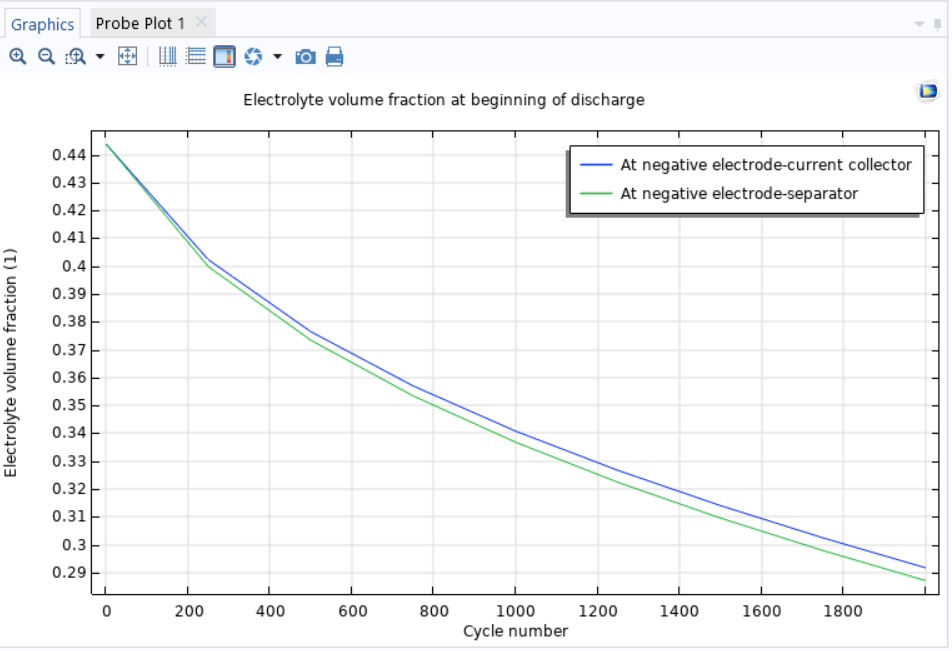 Graphics
Probe Plot 1
Electrolyte volume fraction at beginning of discharge
At negative electrode-current collector
At negative electrode-separator
Electrolyte volume fraction (1)
0.44
0.43
0.42
0.41
0.4
0.39
0.38
0.37
0.36
0.35
0.34
0.33
0.32
0.31
0.3
0.29
0 200 400 600 800 1000 1200 1400 1600 1800
Cycle number